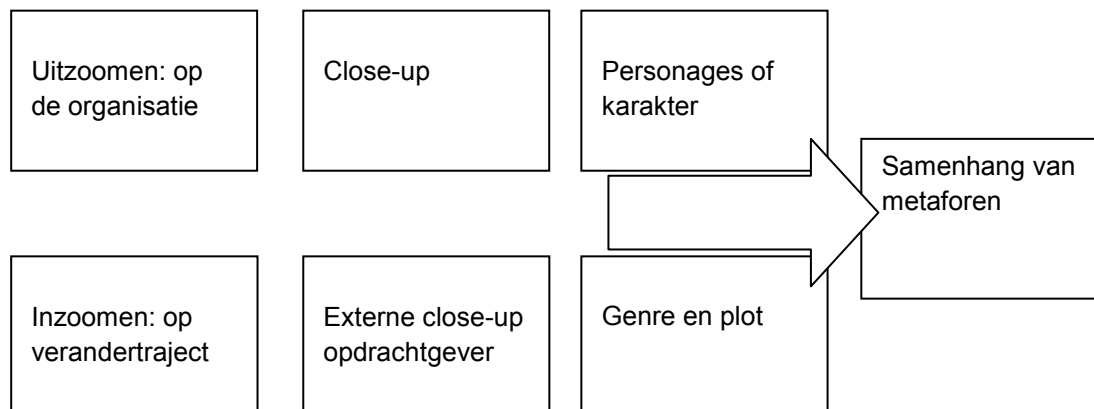 Uitzoomen: op
de organisatie
Close-up
Personages of
karakter
Samenhang van
metaforen
Inzoomen: op
verandertraject
Externe close-up
opdrachtgever
Genre en plot